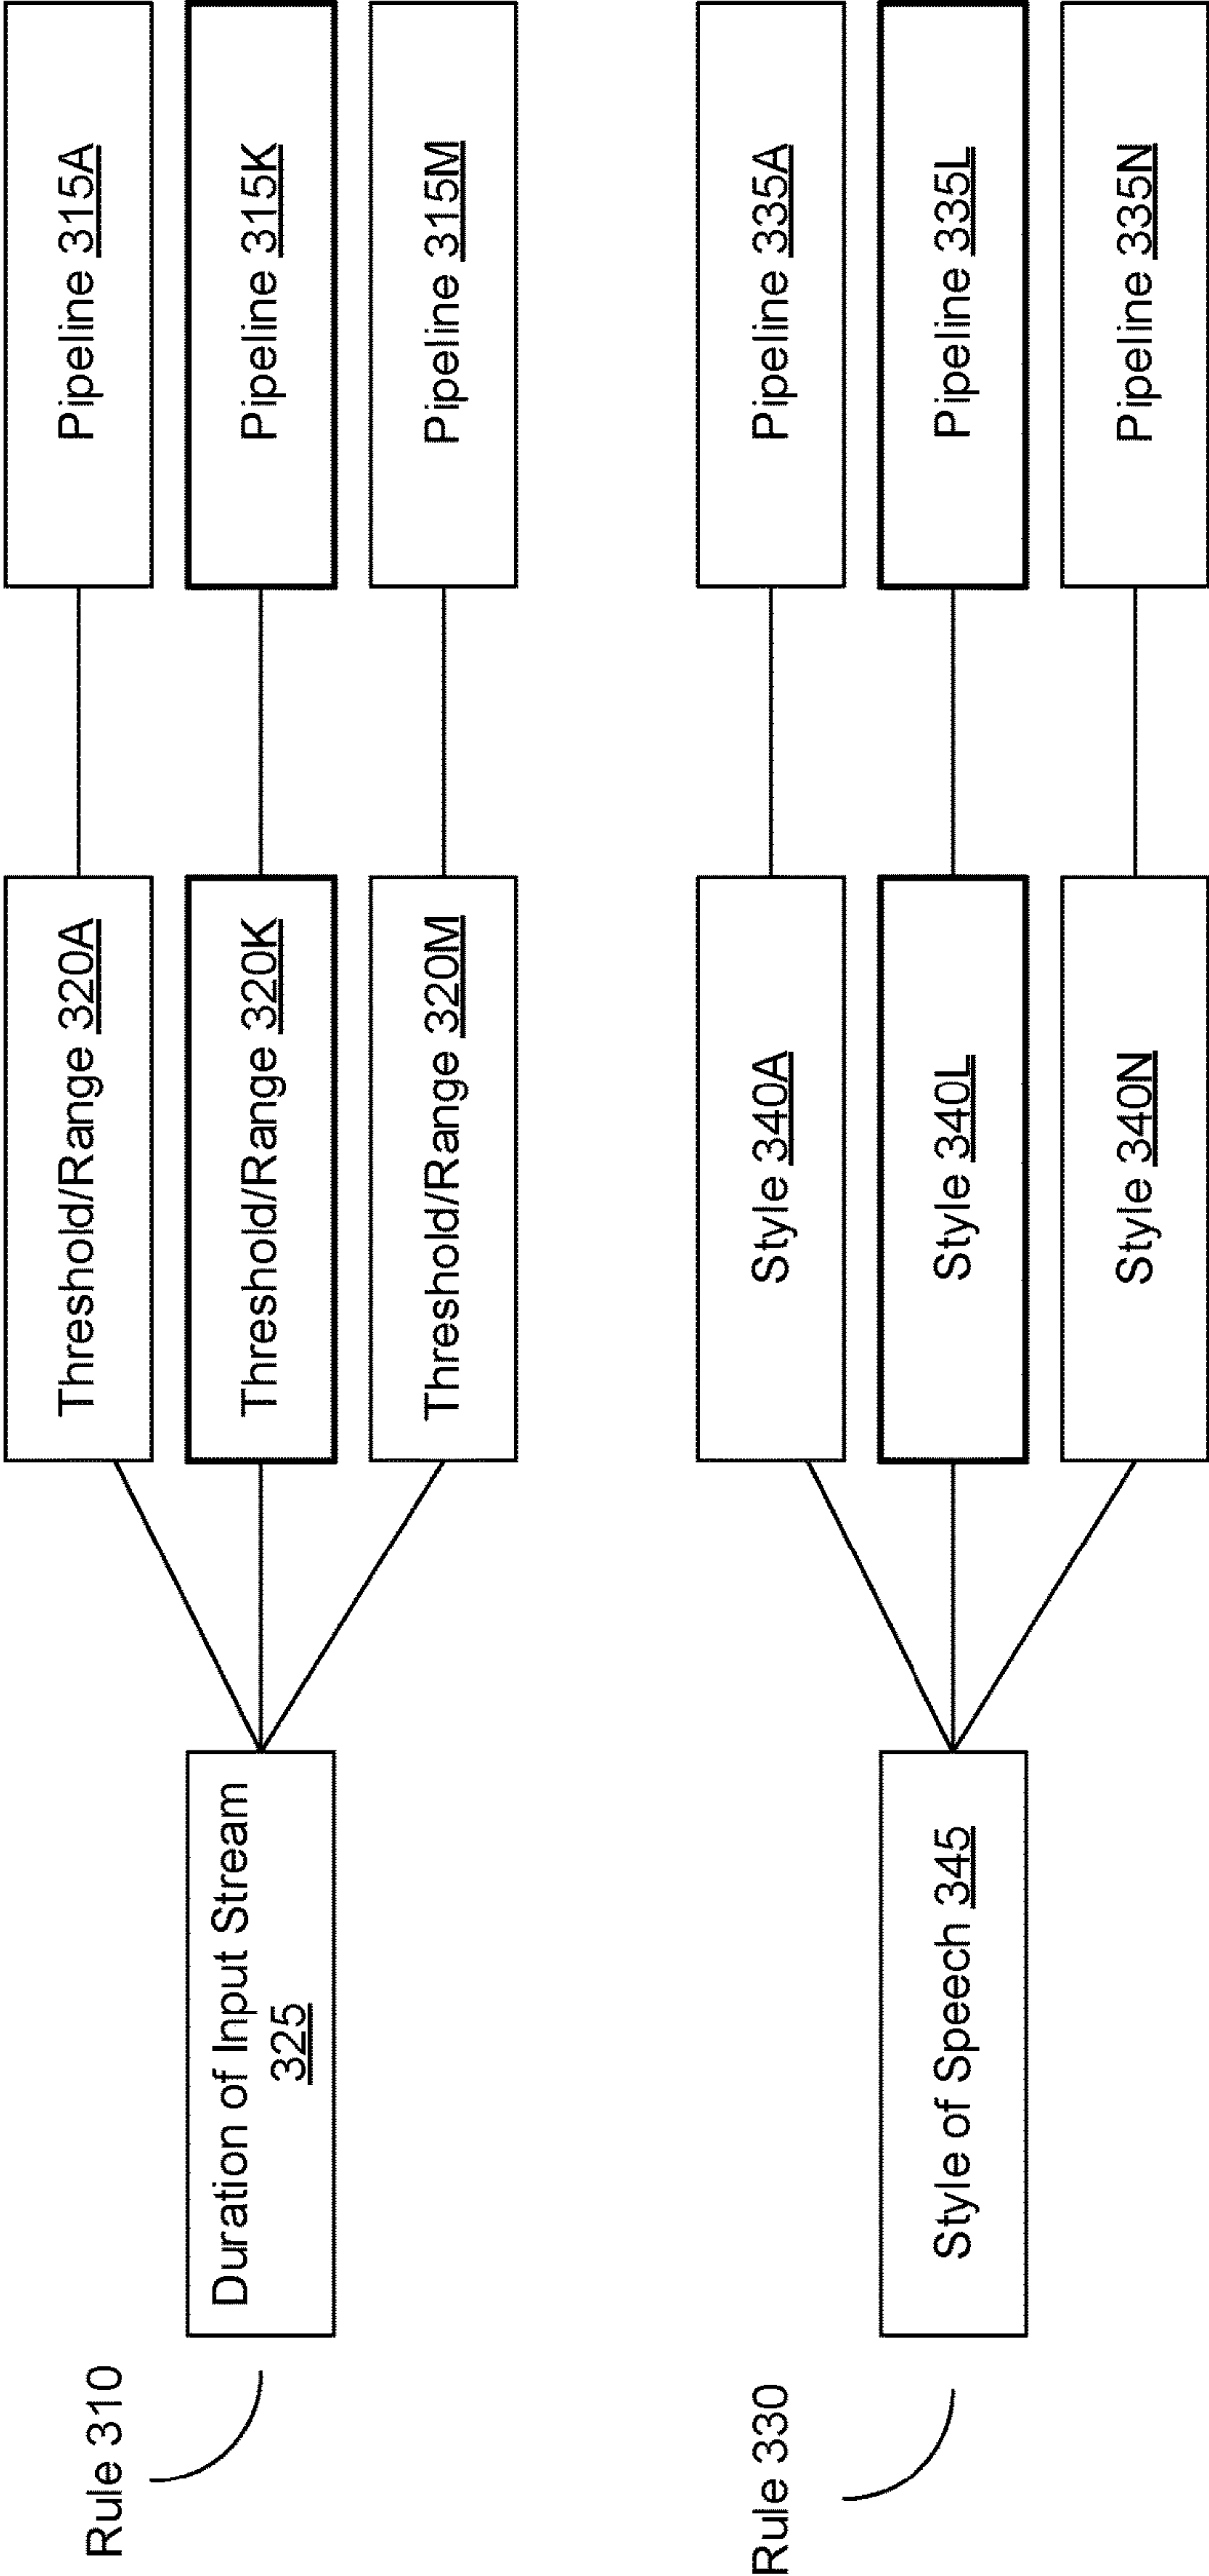 Rule 310
Duration of Input Stream
325
Threshold/Range 320A
Pipeline 315A
Threshold/Range 320K
Pipeline 315K
Threshold/Range 320M
Pipeline 315M
Rule 330
Style of Speech 345
Style 340A
Pipeline 335A
Style 340L
Pipeline 335L
Style 340N
Pipeline 335N